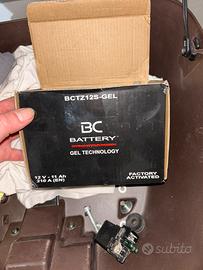 BCTZ12S-GEL
BC
BATTERY
GEL TECHNOLOGY
12 V - 11 Ah
210 A (EN)
FACTORY
ACTIVATED
subito